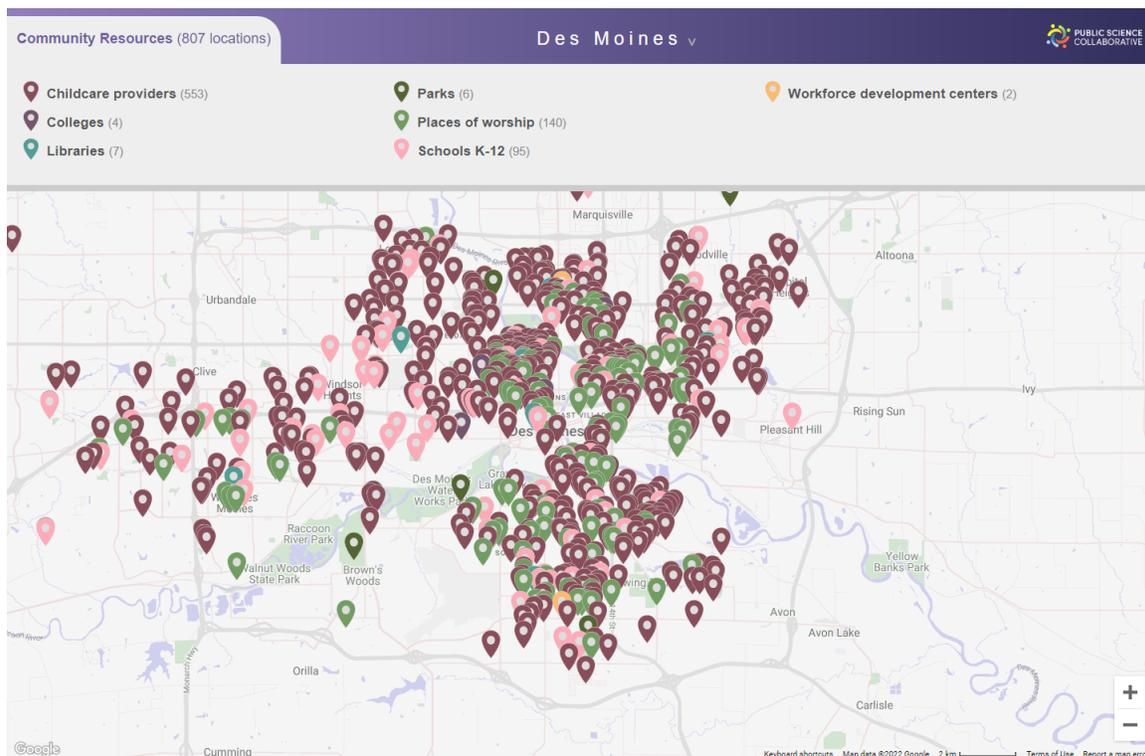 Community Resources (807 locations)
Des Moines v
PUBLIC SCIENCE
COLLABORATIVE
Childcare providers (553)
Parks (6)
Workforce development centers (2)
Colleges (4)
Places of worship (140)
Libraries (7)
Schools K-12 (95)
Marquisville
Altoona
Urbandale
Clive
Ivy
Rising Sun
Pleasant Hill
Des Moines
Water
Works Park
Raccoon
River Park
Walnut Woods
State Park
Brown's
Woods
Yellow
Banks Park
Avon
Avon Lake
Orilla
Carlisle
Cumming
Google
Keyboard shortcuts Map data ©2022 Google 2 km Terms of Use